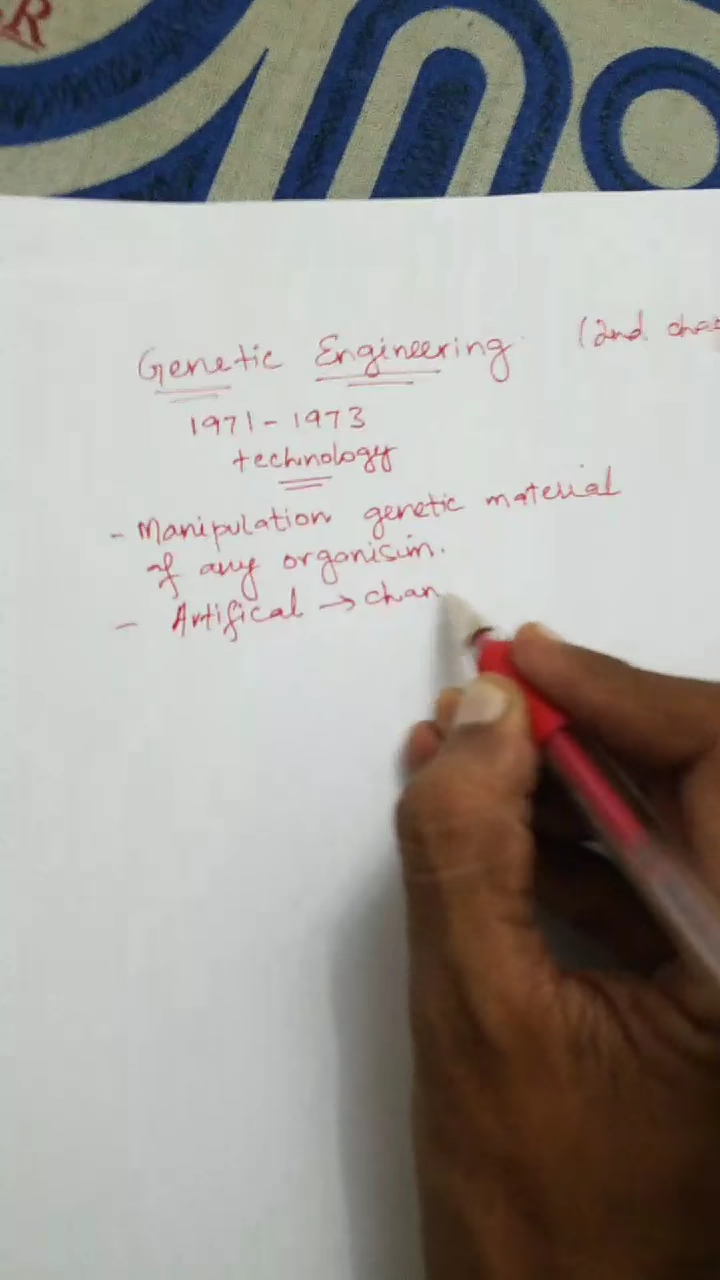 R
Genetic Engineering (2nd
1971 - 1973
technology
- Manipulation genetic material
of any organisim.
- Artifical → chan